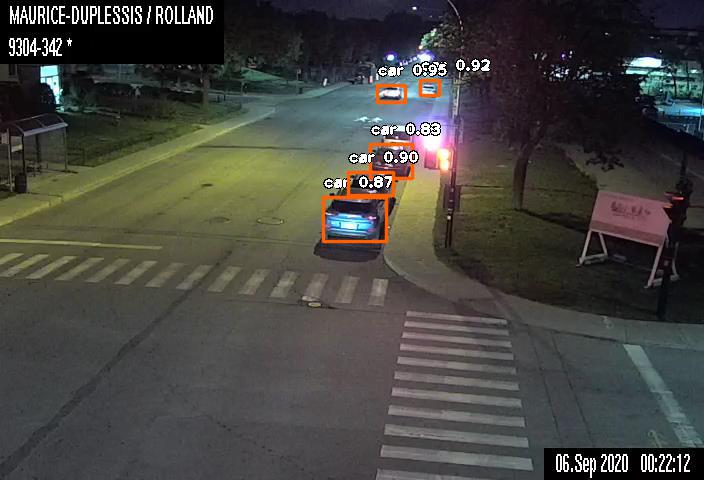 MAURICE-DUPLESSIS / ROLLAND
9304-342 *
car 0.95
0.92
car 0.83
car 0.90
car 0.87
06.Sep 2020 00:22:12